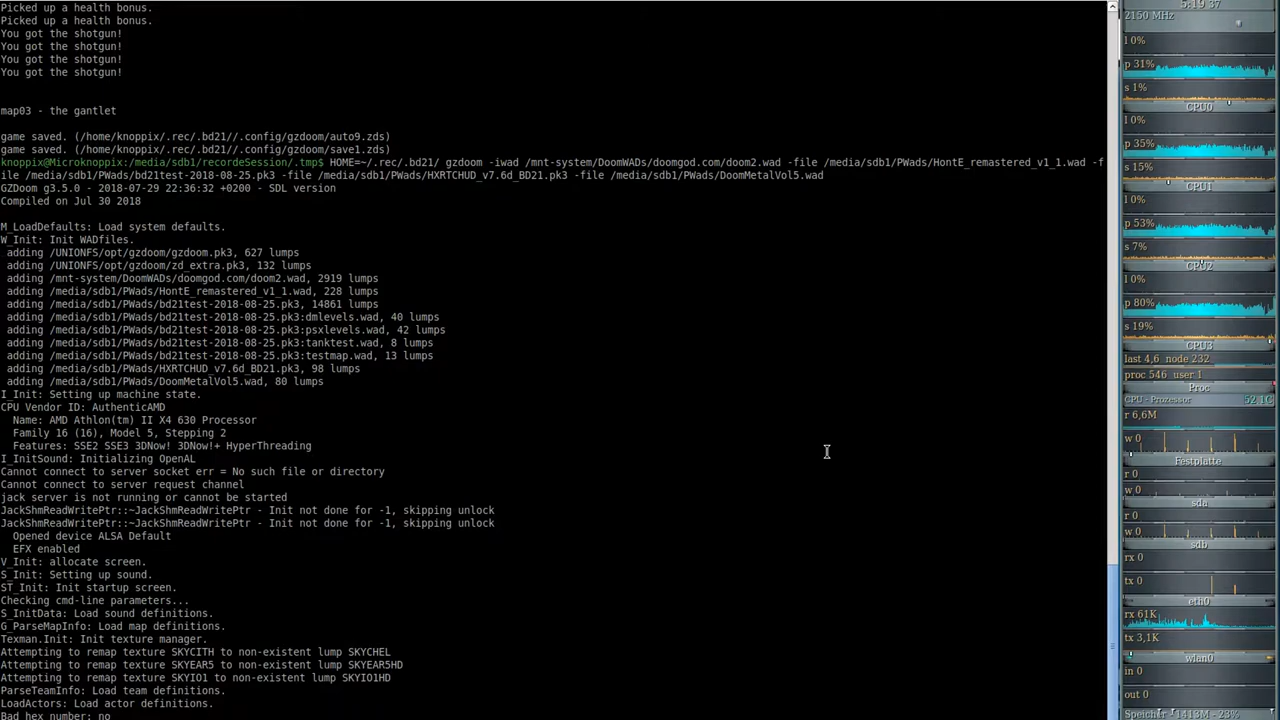 Picked up a health bonus.
Picked up a health bonus.
You got the shotgun!
You got the shotgun!
You got the shotgun!
You got the shotgun!
map03 - the gantlet
game saved. (/home/knoppix/.rec/.bd21//.config/gzdoom/auto9.zds)
game saved. (/home/knoppix/.rec/.bd21//.config/gzdoom/save1.zds)
knoppix@Microknoppix:/media/sdb1/recordeSession/.tmp$ HOME=~/.rec/.bd21/ gzdoom -iwad /mnt-system/DoomWADs/doomgod.com/doom2.wad -file /media/sdb1/PWads/HontE_remastered_v1_1.wad -f
ile /media/sdb1/PWads/bd21test-2018-08-25.pk3 -file /media/sdb1/PWads/HXRTCHUD_v7.6d_BD21.pk3 -file /media/sdb1/PWads/DoomMetalVol5.wad
GZDoom g3.5.0 - 2018-07-29 22:36:32 +0200 - SDL version
Compiled on Jul 30 2018
M_LoadDefaults: Load system defaults.
W_Init: Init WADfiles.
adding /UNIONFS/opt/gzdoom/gzdoom.pk3, 627 lumps
adding /UNIONFS/opt/gzdoom/zd_extra.pk3, 132 lumps
adding /mnt-system/DoomWADs/doomgod.com/doom2.wad, 2919 lumps
adding /media/sdb1/PWads/HontE_remastered_v1_1.wad, 228 lumps
adding /media/sdb1/PWads/bd21test-2018-08-25.pk3, 14861 lumps
adding /media/sdb1/PWads/bd21test-2018-08-25.pk3:dmlevels.wad, 40 lumps
adding /media/sdb1/PWads/bd21test-2018-08-25.pk3:psxlevels.wad, 42 lumps
adding /media/sdb1/PWads/bd21test-2018-08-25.pk3:tanktest.wad, 8 lumps
adding /media/sdb1/PWads/bd21test-2018-08-25.pk3:testmap.wad, 13 lumps
adding /media/sdb1/PWads/HXRTCHUD_v7.6d_BD21.pk3, 98 lumps
adding /media/sdb1/PWads/DoomMetalVol5.wad, 80 lumps
I_Init: Setting up machine state.
CPU Vendor ID: AuthenticAMD
Name: AMD Athlon(tm) II X4 630 Processor
Family 16 (16), Model 5, Stepping 2
Features: SSE2 SSE3 3DNow! 3DNow!+ HyperThreading
I_InitSound: Initializing OpenAL
Cannot connect to server socket err = No such file or directory
Cannot connect to server request channel
jack server is not running or cannot be started
JackShmReadWritePtr::~JackShmReadWritePtr - Init not done for -1, skipping unlock
JackShmReadWritePtr::~JackShmReadWritePtr - Init not done for -1, skipping unlock
Opened device ALSA Default
EFX enabled
V_Init: allocate screen.
S_Init: Setting up sound.
ST_Init: Init startup screen.
Checking cmd-line parameters...
S_InitData: Load sound definitions.
G_ParseMapInfo: Load map definitions.
Texman.Init: Init texture manager.
Attempting to remap texture SKYCITH to non-existent lump SKYCHEL
Attempting to remap texture SKYEAR5 to non-existent lump SKYEAR5HD
Attempting to remap texture SKYIO1 to non-existent lump SKYIO1HD
ParseTeamInfo: Load team definitions.
LoadActors: Load actor definitions.
Bad hex number: no
5:19 37
2150 MHz
l 0%
p 31%
s 1%
CPU0
l 0%
p 35%
s 15%
CPU1
l 0%
p 53%
s 7%
CPU2
l 0%
p 80%
s 19%
CPU3
last 4,6 node 232
proc 546 user 1
Proc
CPU - Prozessor 52.1C
r 6,6M
w 0
Festplatte
r 0
w 0
sda
r 0
w 0
sdb
rx 0
tx 0
eth0
rx 61K
tx 3,1K
wlan0
in 0
out 0
Speicher - 1413M - 23%